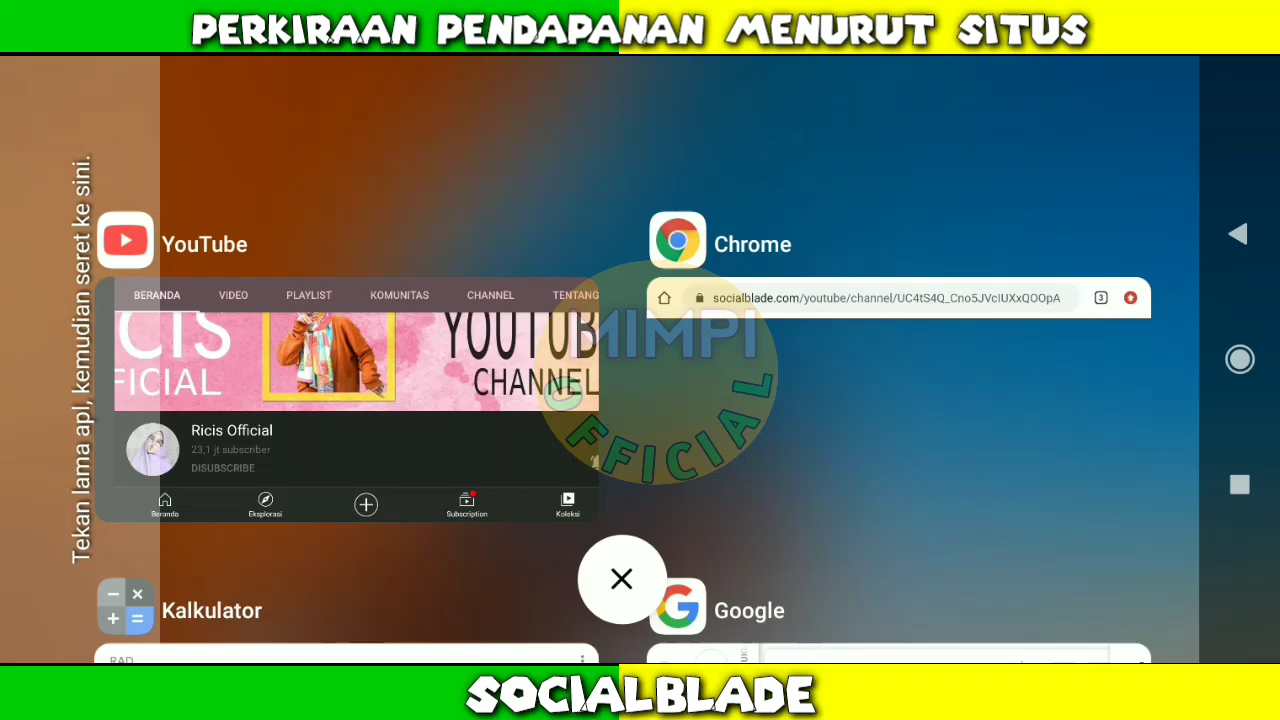 PERKIRAAN PENDAPANAN MENURUT SITUS
Tekan lama apl, kemudian seret ke sini.
YouTube
BERANDA VIDEO PLAYLIST KOMUNITAS CHANNEL TENTANG
CIS
FICIAL
YOUTUB
CHANNEL
Ricis Official
23,1 jt subscriber
DISUBSCRIBE
Beranda Eksplorasi Subscription Koleksi
Chrome
socialblade.com/youtube/channel/UC4tS4Q_Cno5JVcIUXxQOOpA
3
MIMPI
OFFICIAL
Kalkulator
RAD
Google
SOCIALBLADE